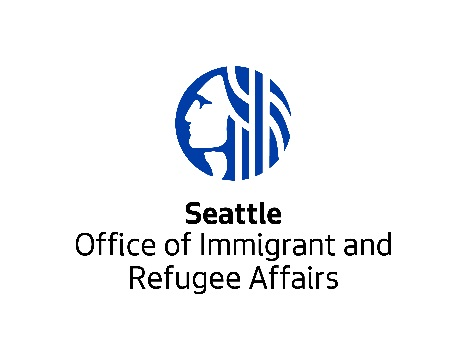 Seattle
Office of Immigrant and
Refugee Affairs